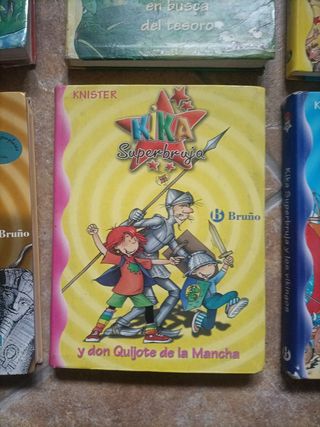 en busca
del tesoro
KNISTER
KIKA
Superbruja
Bruño
y don Quijote de la Mancha
Bruño
K
Kika Superbruja y los vikingos